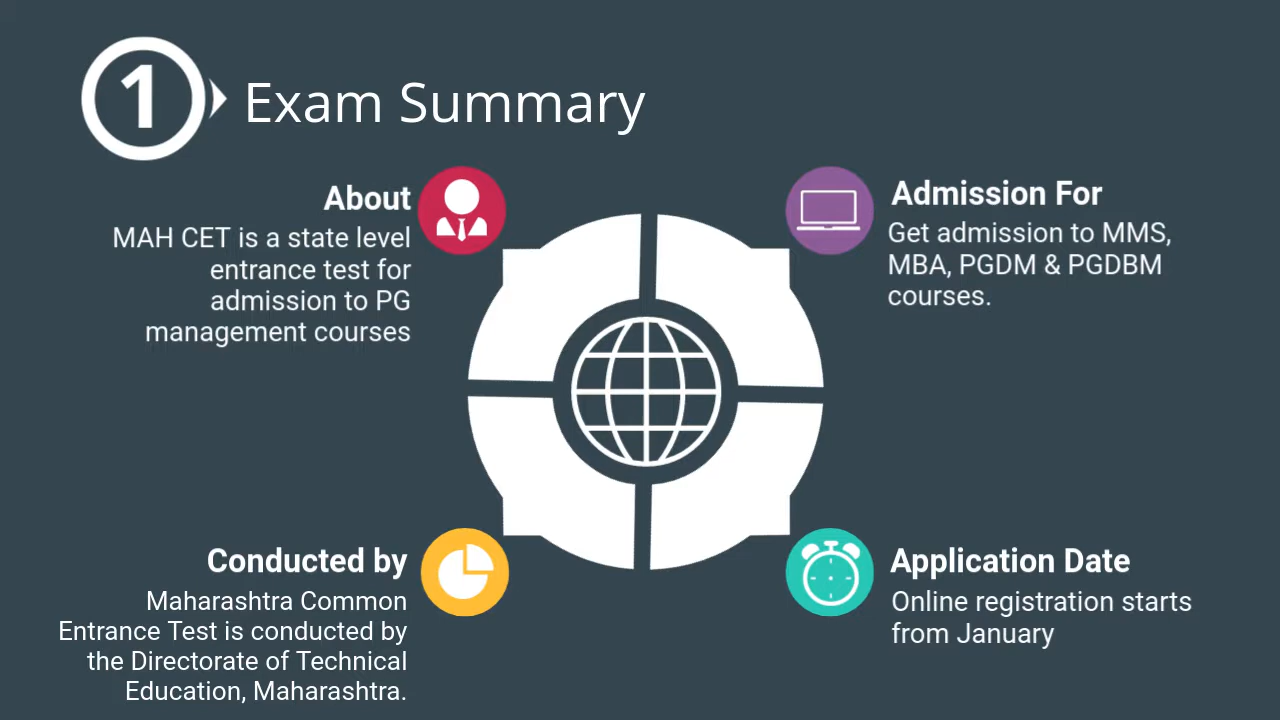 1
Exam Summary
About
MAH CET is a state level
entrance test for
admission to PG
management courses
Admission For
Get admission to MMS,
MBA, PGDM & PGDBM
courses.
Conducted by
Maharashtra Common
Entrance Test is conducted by
the Directorate of Technical
Education, Maharashtra.
Application Date
Online registration starts
from January